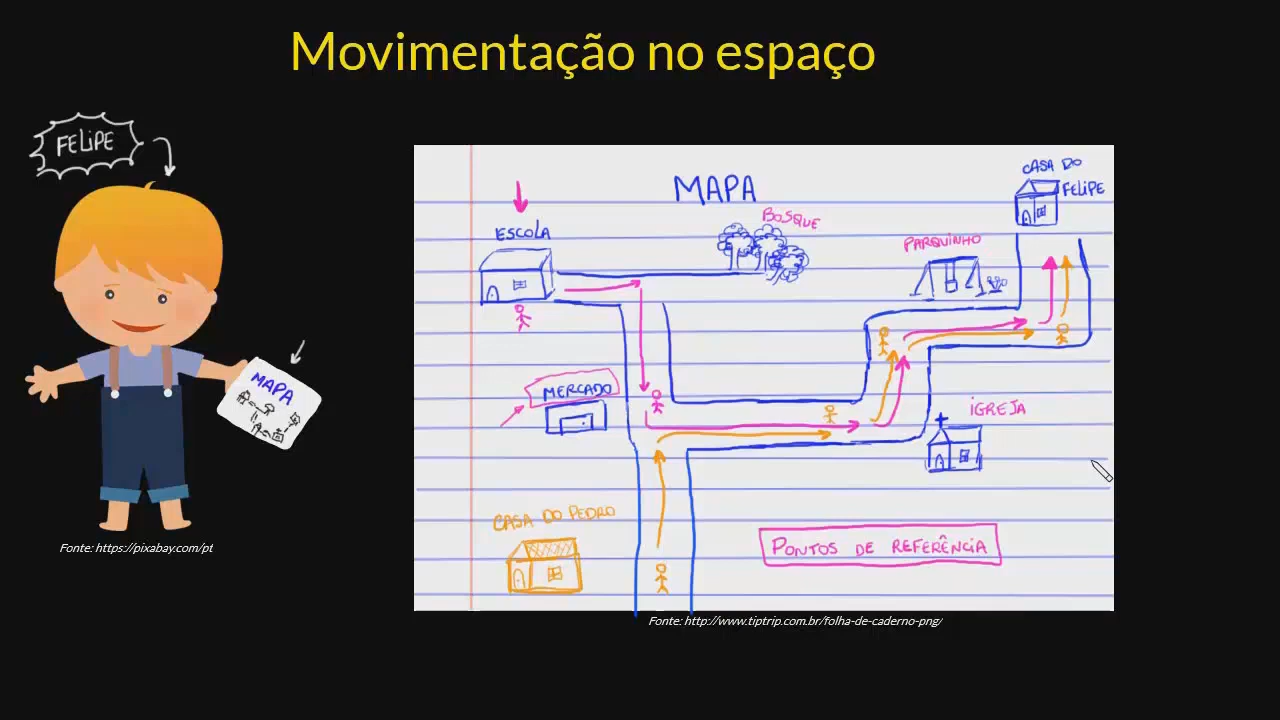 Movimentação no espaço
FELIPE
MAPA
Fonte: https://pixabay.com/pt
MAPA
CASA DO
FELIPE
BOSQUE
ESCOLA
PARQUINHO
MERCADO
IGREJA
CASA DO PEDRO
PONTOS DE REFERÊNCIA
Fonte: http://www.tiptrip.com.br/folha-de-caderno-png/